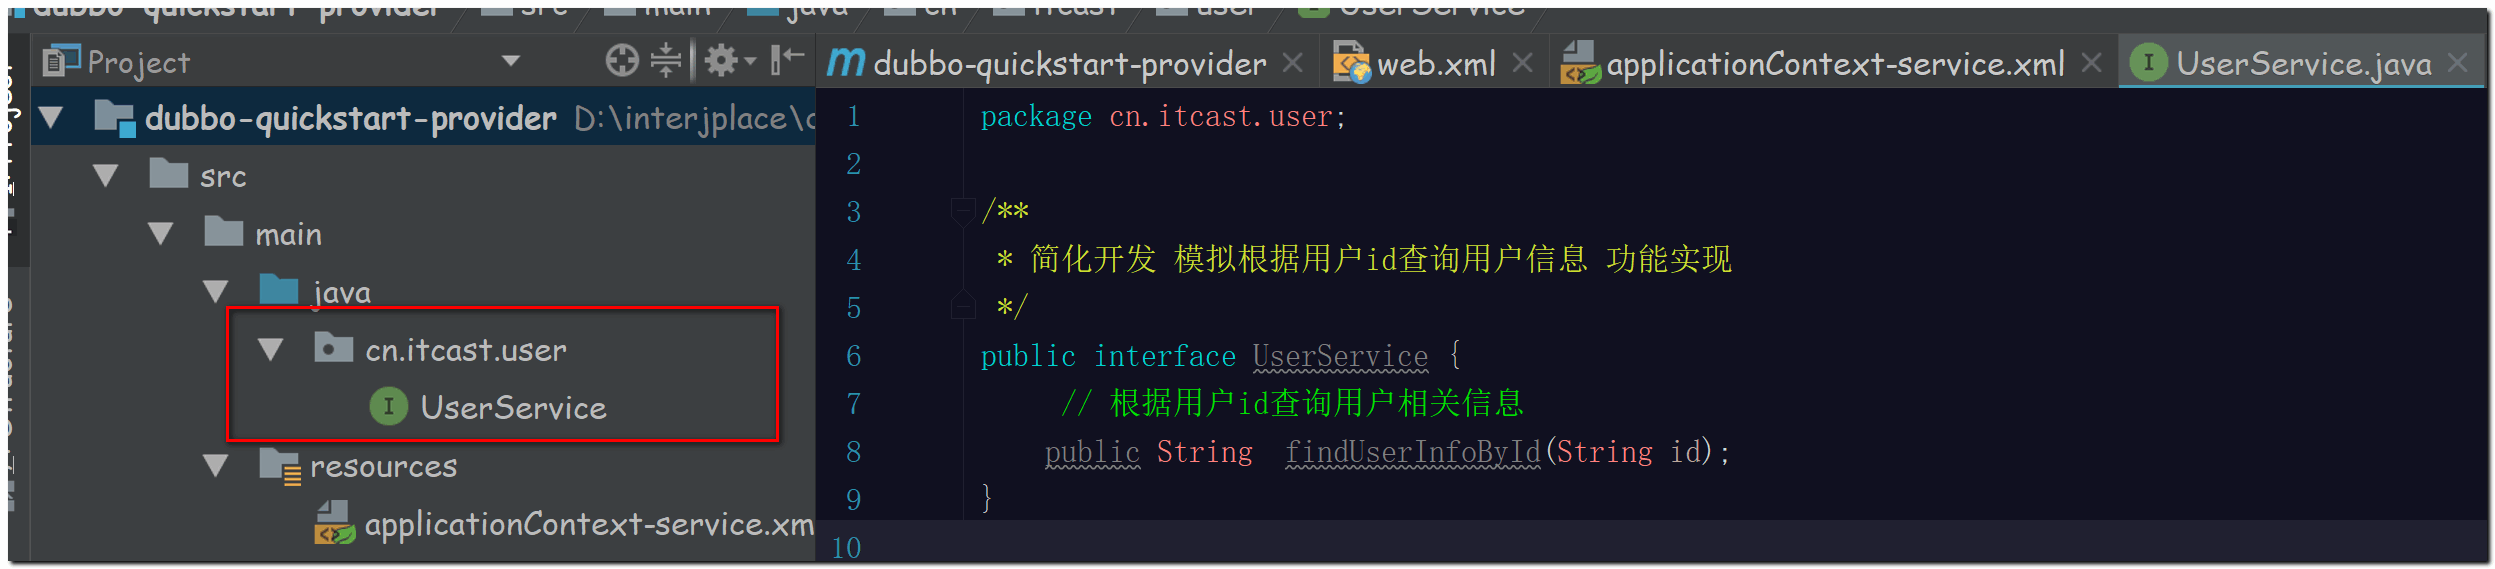 dubbo-quickstart-provider src main java cn itcast user UserService
Project
dubbo-quickstart-provider D:\interjplace\
src
main
java
cn.itcast.user
UserService
resources
applicationContext-service.xm
dubbo-quickstart-provider web.xml applicationContext-service.xml UserService.java
1 package cn.itcast.user;
2
3 /**
4 * 简化开发 模拟根据用户id查询用户信息 功能实现
5 */
6 public interface UserService {
7 // 根据用户id查询用户相关信息
8 public String findUserInfoById(String id);
9 }
10